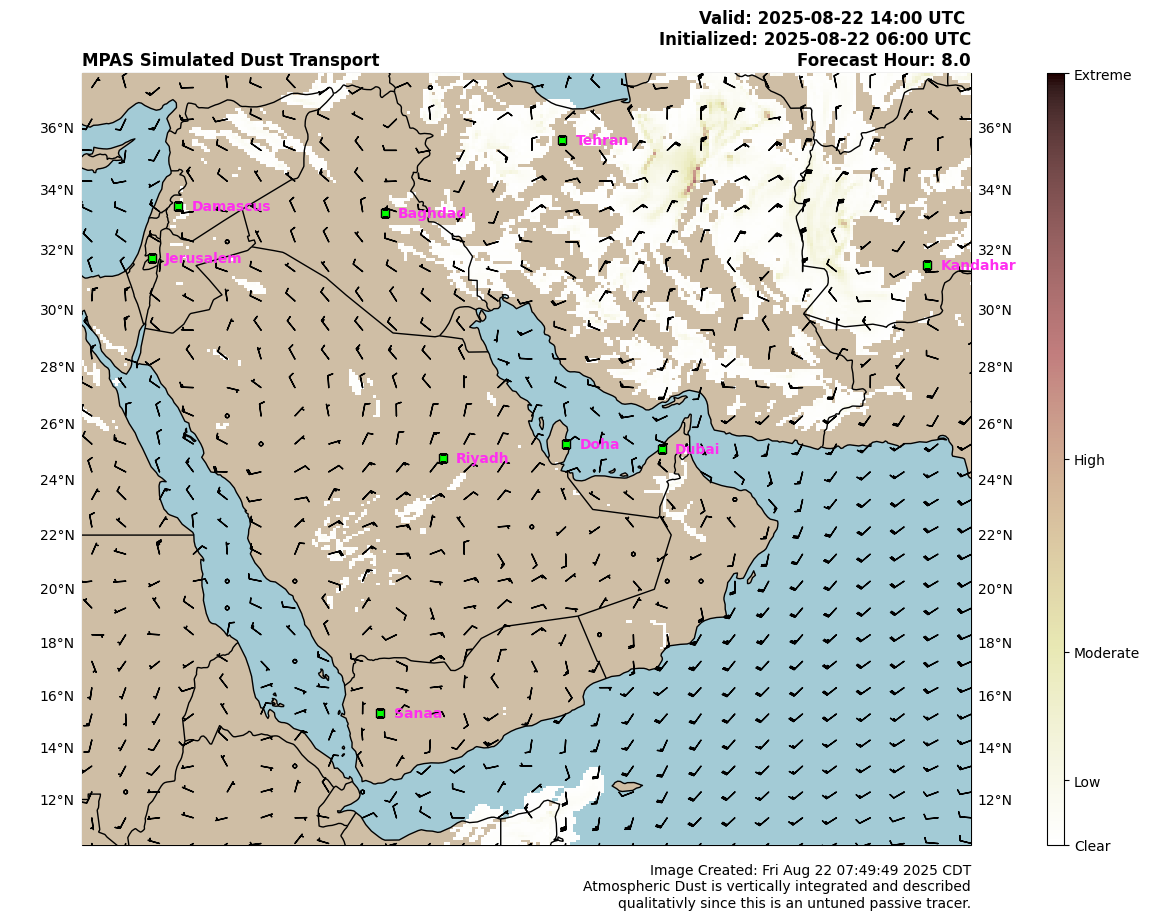 Valid: 2025-08-22 14:00 UTC
Initialized: 2025-08-22 06:00 UTC
MPAS Simulated Dust Transport Forecast Hour: 8.0
Extreme
36°N Tehran 36°N
34°N Damascus Baghdad 34°N
32°N Jerusalem Kandahar 32°N
30°N 30°N
28°N 28°N
26°N Doha Dubai 26°N
High
24°N Riyadh 24°N
22°N 22°N
20°N 20°N
18°N 18°N
Moderate
16°N Sanaa 16°N
14°N 14°N
12°N 12°N
Low
Clear
Image Created: Fri Aug 22 07:49:49 2025 CDT
Atmospheric Dust is vertically integrated and described
qualitativly since this is an untuned passive tracer.